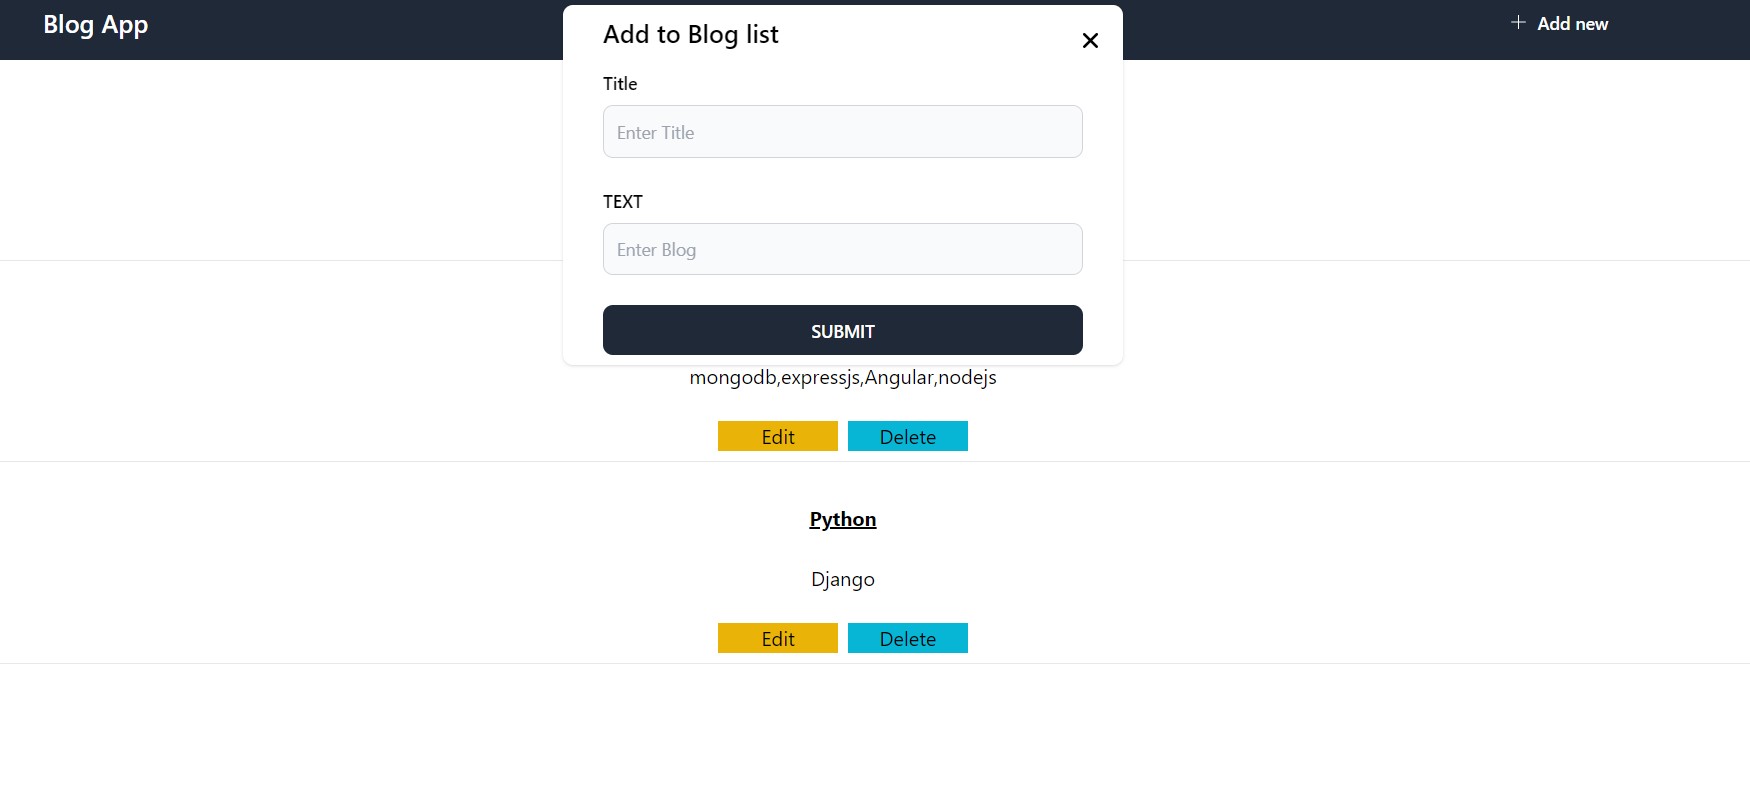 Blog App
Add new
Add to Blog list
Title
Enter Title
TEXT
Enter Blog
SUBMIT
mongodb,expressjs,Angular,nodejs
Edit Delete
Python
Django
Edit Delete